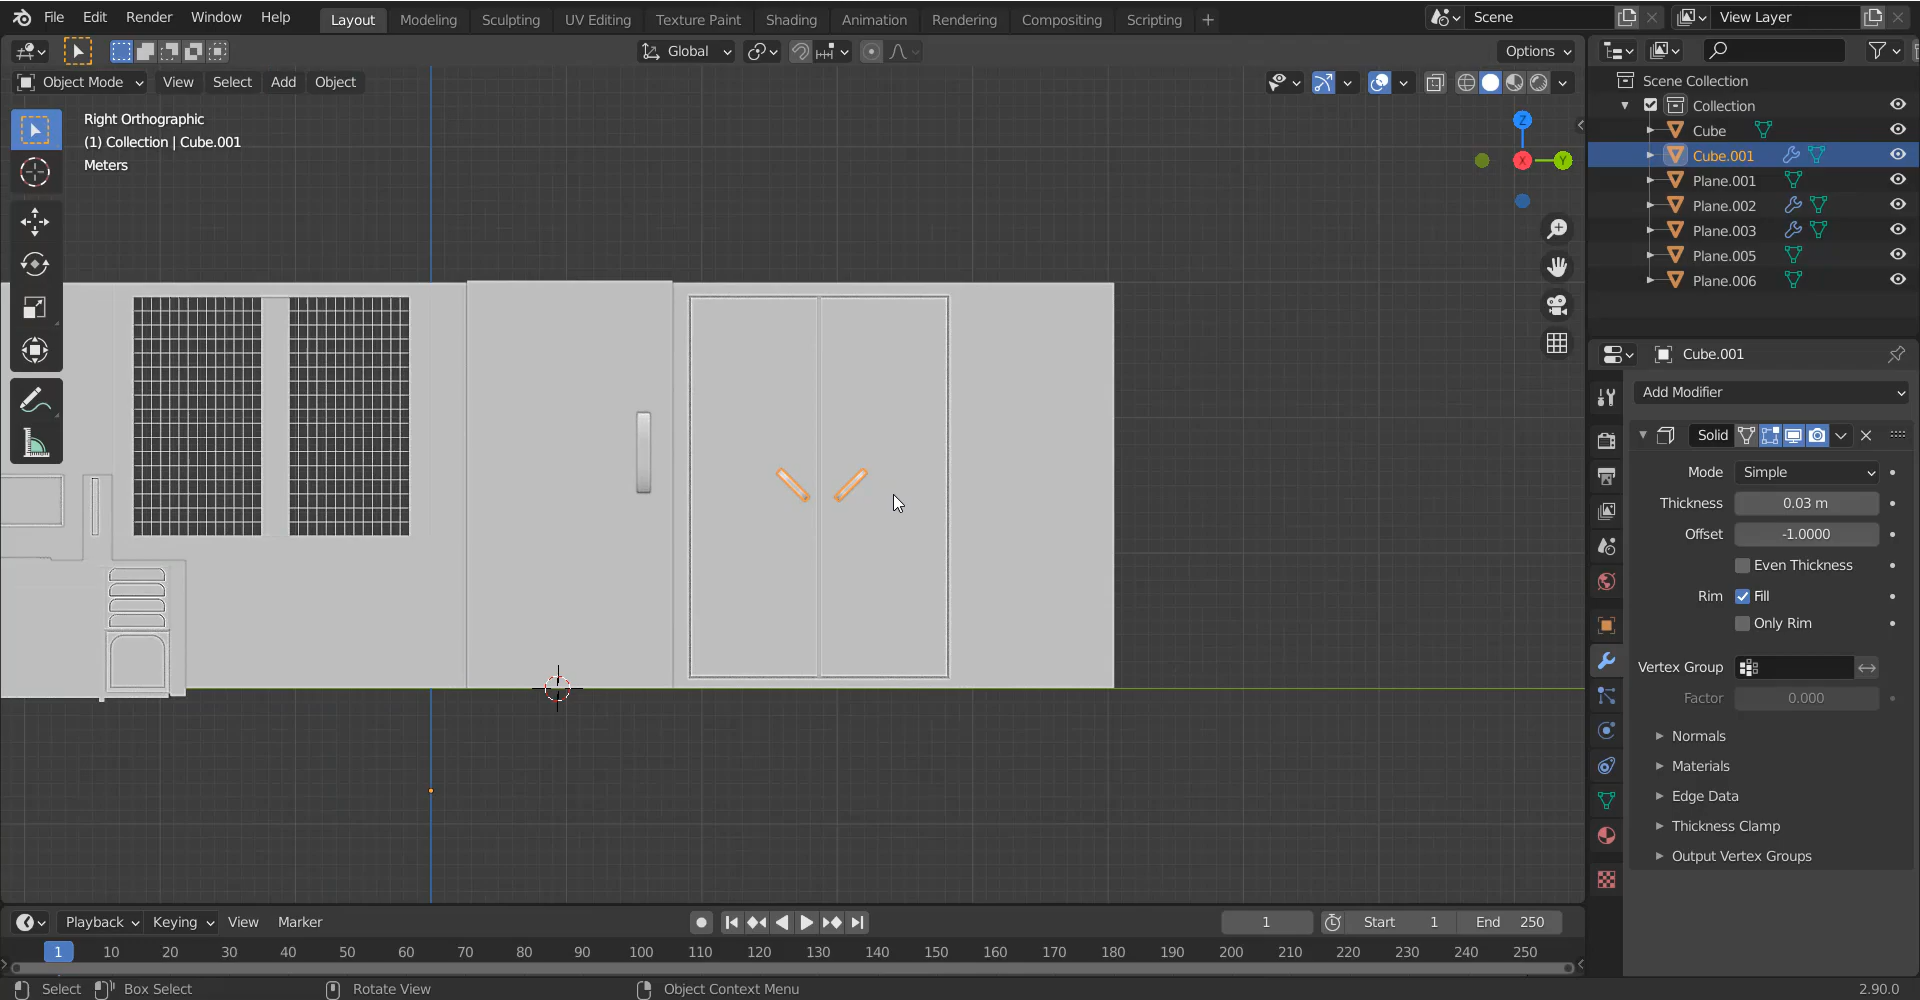 File Edit Render Window Help Layout Modeling Sculpting UV Editing Texture Paint Shading Animation Rendering Compositing Scripting + Scene View Layer
Global Options
Object Mode View Select Add Object
Right Orthographic
(1) Collection | Cube.001
Meters
Z
X
Y
Scene Collection
Collection
Cube
Cube.001
Plane.001
Plane.002
Plane.003
Plane.005
Plane.006
Cube.001
Add Modifier
Solid
Mode Simple
Thickness 0.03 m
Offset -1.0000
Even Thickness
Rim Fill
Only Rim
Vertex Group
Factor 0.000
Normals
Materials
Edge Data
Thickness Clamp
Output Vertex Groups
Playback Keying View Marker 1 Start 1 End 250
1 10 20 30 40 50 60 70 80 90 100 110 120 130 140 150 160 170 180 190 200 210 220 230 240 250
Select Box Select Rotate View Object Context Menu 2.90.0